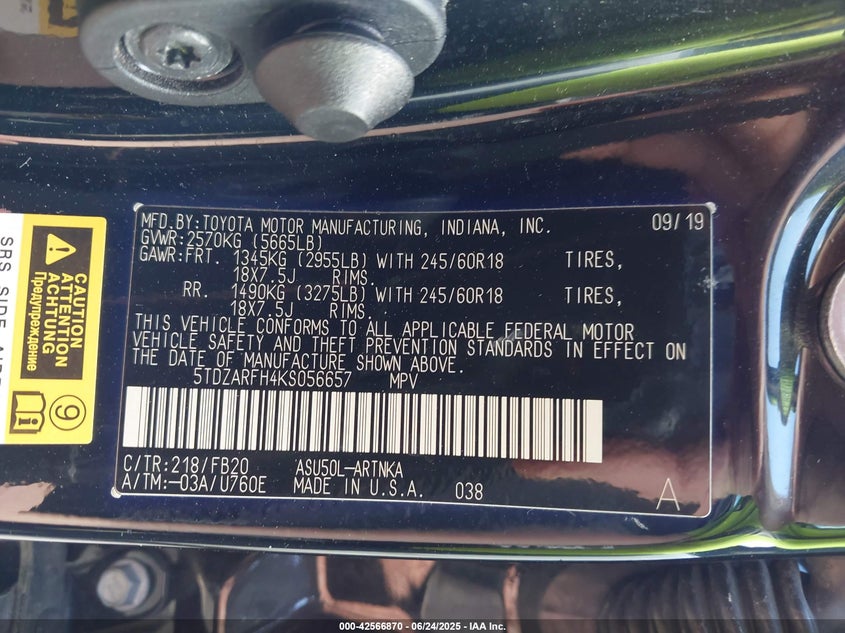 MFD.BY:TOYOTA MOTOR MANUFACTURING, INDIANA, INC. 09/19
GVWR:2570KG (5665LB)
GAWR:FRT. 1345KG (2955LB) WITH 245/60R18 TIRES,
18X7.5J RIMS.
RR. 1490KG (3275LB) WITH 245/60R18 TIRES,
18X7.5J RIMS.
THIS VEHICLE CONFORMS TO ALL APPLICABLE FEDERAL MOTOR
VEHICLE SAFETY AND THEFT PREVENTION STANDARDS IN EFFECT ON
THE DATE OF MANUFACTURE SHOWN ABOVE.
5TDZARFH4KS056657 MPV
C/TR:218/FB20 ASU50L-ARTNKA
A/TM:-03A/U760E MADE IN U.S.A. 038 A
CAUTION
ATTENTION
Предупреждение
SRS SIDE
9
000-42566870 | 06/24/2025 - IAA Inc.